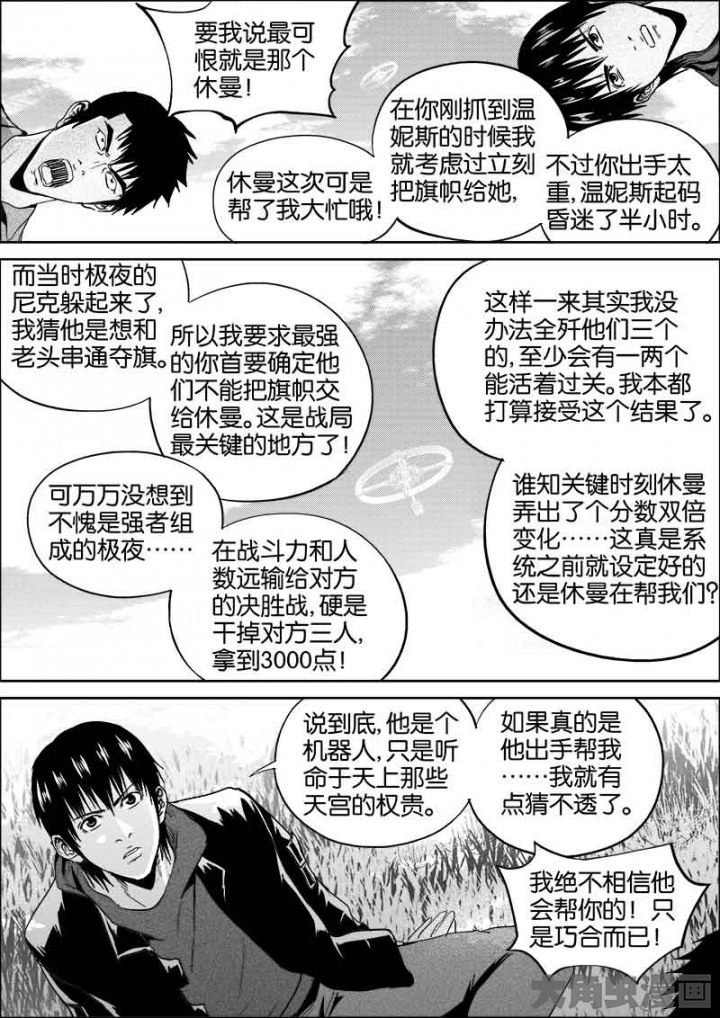 要我说最可
恨就是那个
休曼！
休曼这次可是
帮了我大忙哦！
在你刚抓到温
妮斯的时候我
就考虑过立刻
把旗帜给她,
不过你出手太
重,温妮斯起码
昏迷了半小时。
而当时极夜的
尼克躲起来了,
我猜他是想和
老头串通夺旗。
所以我要求最强
的你首要确定他
们不能把旗帜交
给休曼。这是战局
最关键的地方了！
可万万没想到
不愧是强者组
成的极夜……
在战斗力和人
数远输给对方
的决胜战,硬是
干掉对方三人,
拿到3000点！
这样一来其实我没
办法全歼他们三个
的,至少会有一两个
能活着过关。我本都
打算接受这个结果了。
谁知关键时刻休曼
弄出了个分数双倍
变化……这真是系
统之前就设定好的
还是休曼在帮我们？
说到底,他是个
机器人,只是听
命于天上那些
天宫的权贵。
如果真的是
他出手帮我
……我就有
点猜不透了。
我绝不相信他
会帮你的！只
是巧合而已！
大角虫漫画